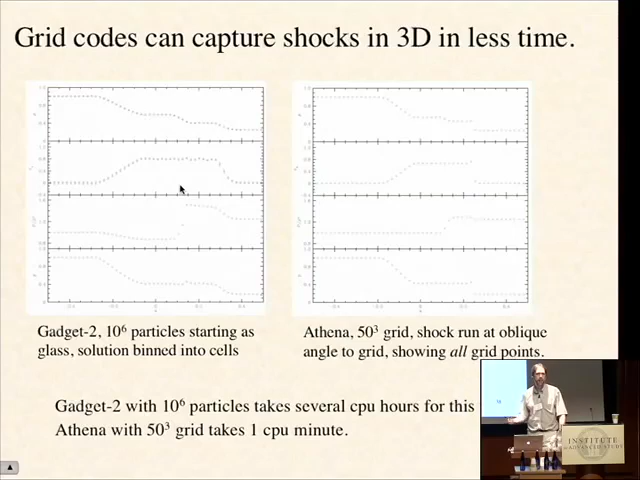 Grid codes can capture shocks in 3D in less time.
Gadget-2, 10⁶ particles starting as
glass, solution binned into cells
Athena, 50³ grid, shock run at oblique
angle to grid, showing all grid points.
Gadget-2 with 10⁶ particles takes several cpu hours for this
Athena with 50³ grid takes 1 cpu minute.
INSTITUTE
for ADVANCED STUDY